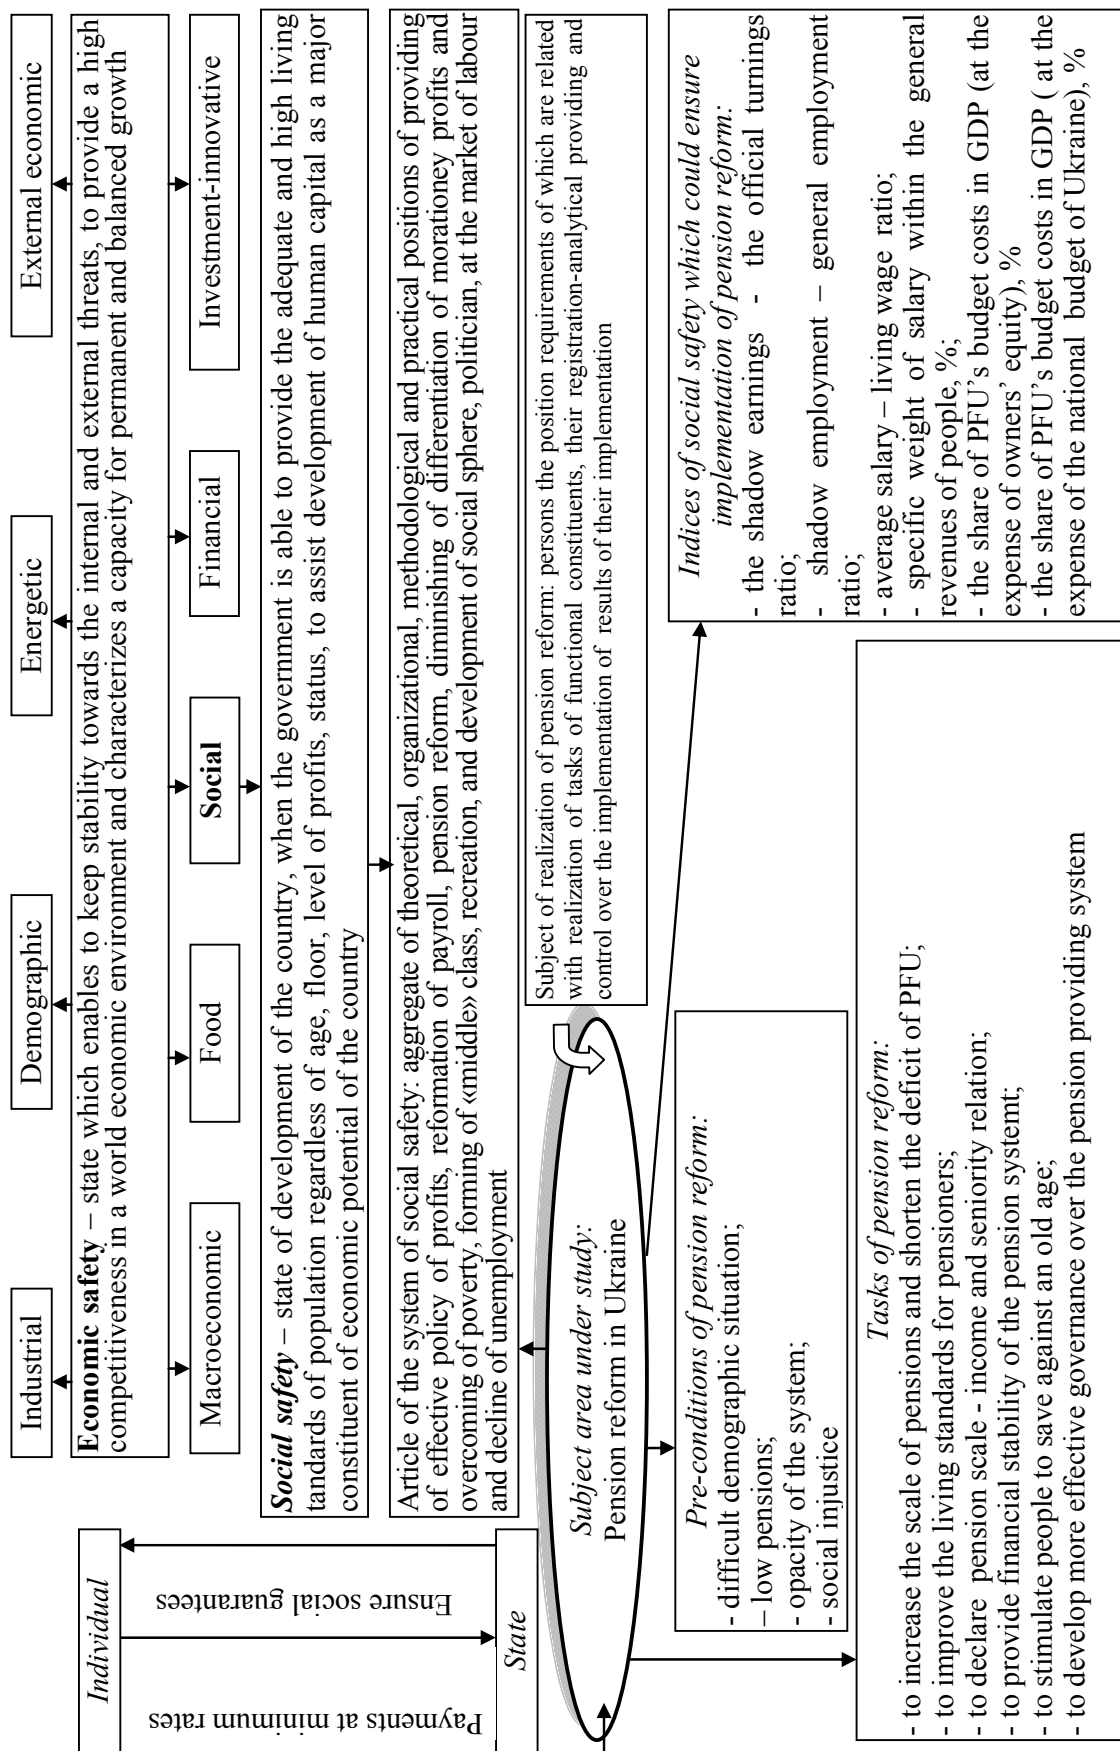 Industrial
Demographic
Energetic
External economic
Economic safety – state which enables to keep stability towards the internal and external threats, to provide a high
competitiveness in a world economic environment and characterizes a capacity for permanent and balanced growth
Macroeconomic
Food
Social
Financial
Investment-innovative
Social safety – state of development of the country, when the government is able to provide the adequate and high living
tandards of population regardless of age, floor, level of profits, status, to assist development of human capital as a major
constituent of economic potential of the country
Article of the system of social safety: aggregate of theoretical, organizational, methodological and practical positions of providing
of effective policy of profits, reformation of payroll, pension reform, diminishing of differentiation of morationey profits and
overcoming of poverty, forming of «middle» class, recreation, and development of social sphere, politician, at the market of labour
and decline of unemployment
Individual
Ensure social guarantees
Payments at minimum rates
State
Subject area under study:
Pension reform in Ukraine
Subject of realization of pension reform: persons the position requirements of which are related
with realization of tasks of functional constituents, their registration-analytical providing and
control over the implementation of results of their implementation
Pre-conditions of pension reform:
- difficult demographic situation;
– low pensions;
- opacity of the system;
- social injustice
Indices of social safety which could ensure
implementation of pension reform:
- the shadow earnings - the official turnings
ratio;
- shadow employment – general employment
ratio;
- average salary – living wage ratio;
- specific weight of salary within the general
revenues of people, %;
- the share of PFU's budget costs in GDP (at the
expense of owners' equity), %
- the share of PFU's budget costs in GDP ( at the
expense of the national budget of Ukraine), %
Tasks of pension reform:
- to increase the scale of pensions and shorten the deficit of PFU;
- to improve the living standards for pensioners;
- to declare pension scale - income and seniority relation;
- to provide financial stability of the pension systemt;
- to stimulate people to save against an old age;
- to develop more effective governance over the pension providing system